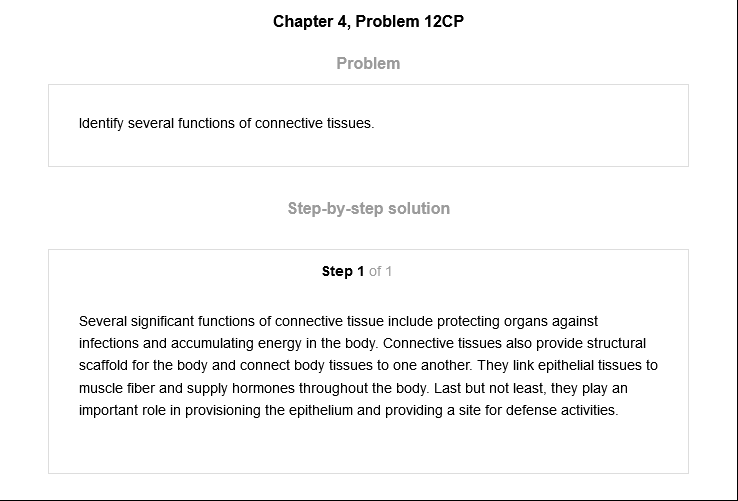 Chapter 4, Problem 12CP
Problem
Identify several functions of connective tissues.
Step-by-step solution
Step 1 of 1
Several significant functions of connective tissue include protecting organs against
infections and accumulating energy in the body. Connective tissues also provide structural
scaffold for the body and connect body tissues to one another. They link epithelial tissues to
muscle fiber and supply hormones throughout the body. Last but not least, they play an
important role in provisioning the epithelium and providing a site for defense activities.